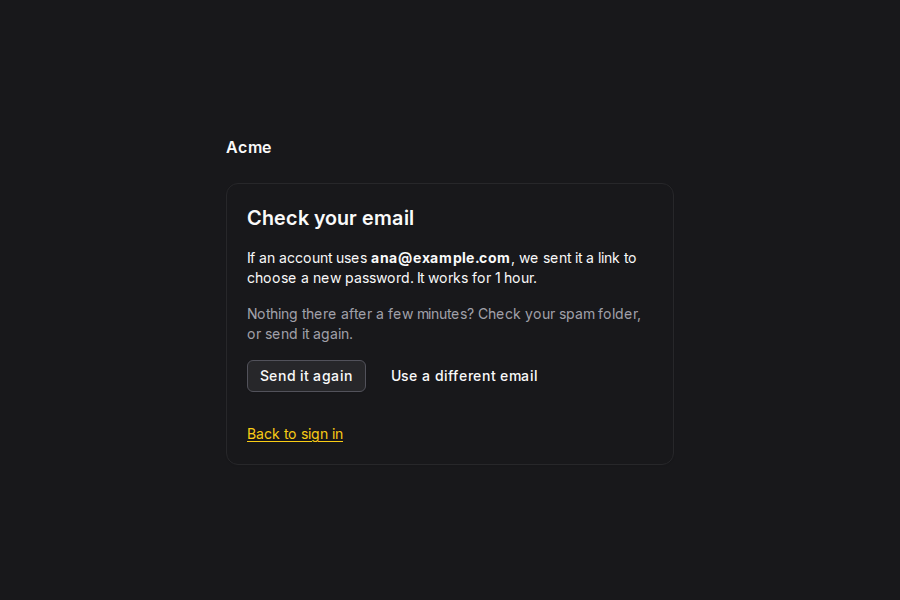 Acme
Check your email
If an account uses ana@example.com, we sent it a link to
choose a new password. It works for 1 hour.
Nothing there after a few minutes? Check your spam folder,
or send it again.
Send it again
Use a different email
Back to sign in